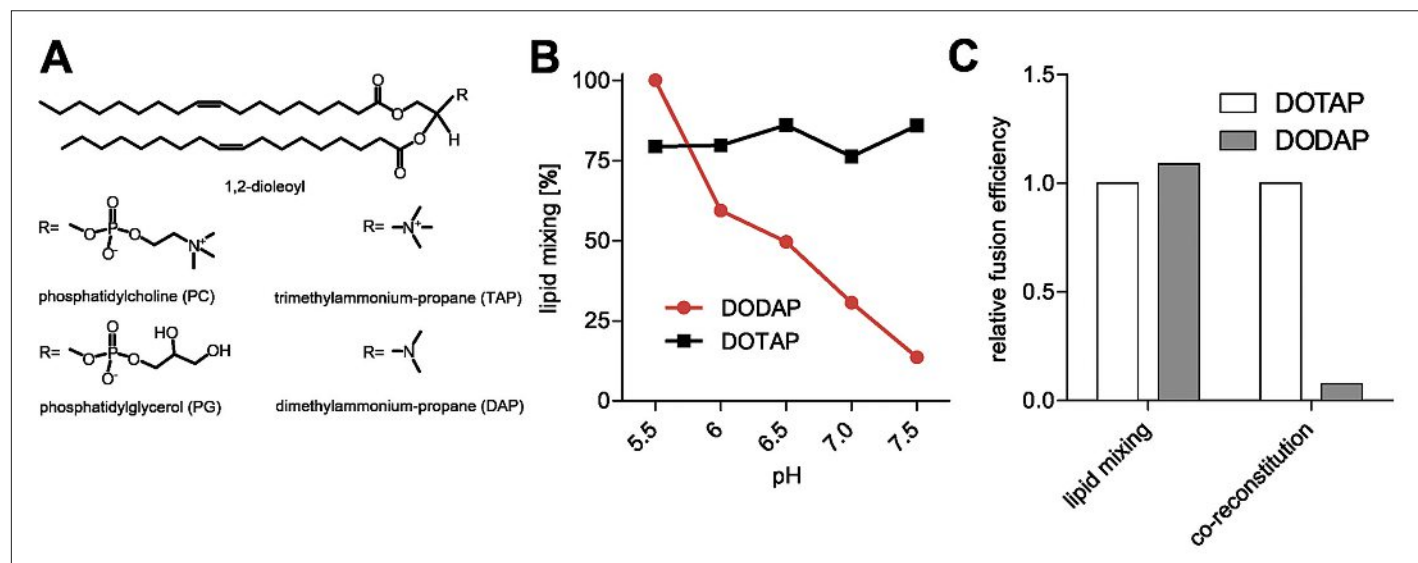 A
O
O
R
O
H
O
1,2-dioleoyl
R=
O
O
P
O
O-
N+
phosphatidylcholine (PC)
R=
N+
trimethylammonium-propane (TAP)
R=
O
O
P
O
O-
HO
OH
phosphatidylglycerol (PG)
R=
N
dimethylammonium-propane (DAP)
B
lipid mixing [%]
100
75
50
25
0
DODAP
DOTAP
5.5
6
6.5
7.0
7.5
pH
C
relative fusion efficiency
1.5
1.0
0.5
0.0
DOTAP
DODAP
lipid mixing
co-reconstitution